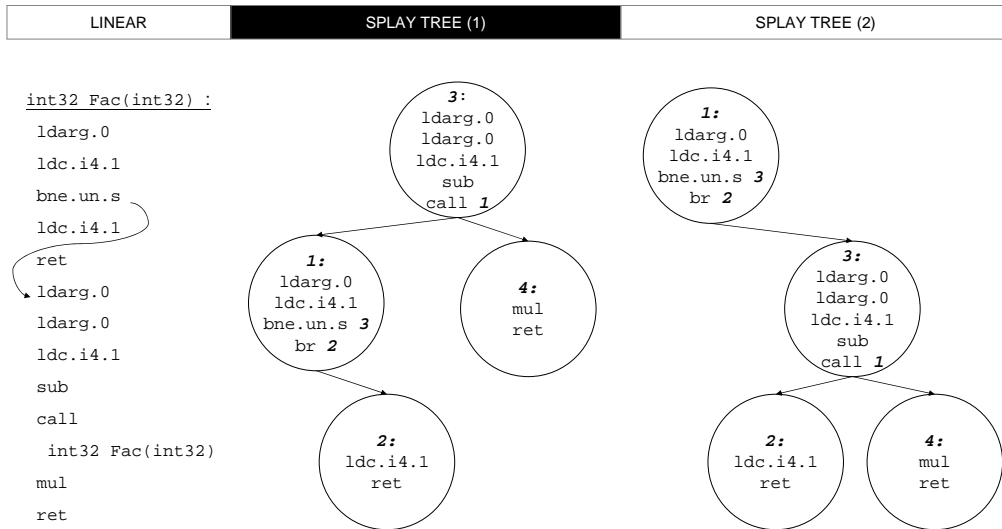 LINEAR
SPLAY TREE (1)
SPLAY TREE (2)
int32 Fac(int32) :
ldarg.0
ldc.i4.1
bne.un.s
ldc.i4.1
ret
ldarg.0
ldarg.0
ldc.i4.1
sub
call
int32 Fac(int32)
mul
ret
3:
ldarg.0
ldarg.0
ldc.i4.1
sub
call 1
1:
ldarg.0
ldc.i4.1
bne.un.s 3
br 2
4:
mul
ret
2:
ldc.i4.1
ret
1:
ldarg.0
ldc.i4.1
bne.un.s 3
br 2
3:
ldarg.0
ldarg.0
ldc.i4.1
sub
call 1
2:
ldc.i4.1
ret
4:
mul
ret